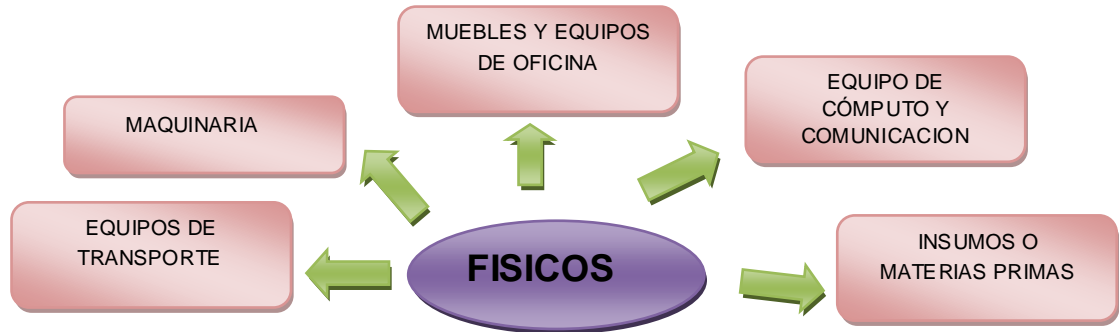 MUEBLES Y EQUIPOS
DE OFICINA
EQUIPO DE
CÓMPUTO Y
COMUNICACION
MAQUINARIA
EQUIPOS DE
TRANSPORTE
FISICOS
INSUMOS O
MATERIAS PRIMAS